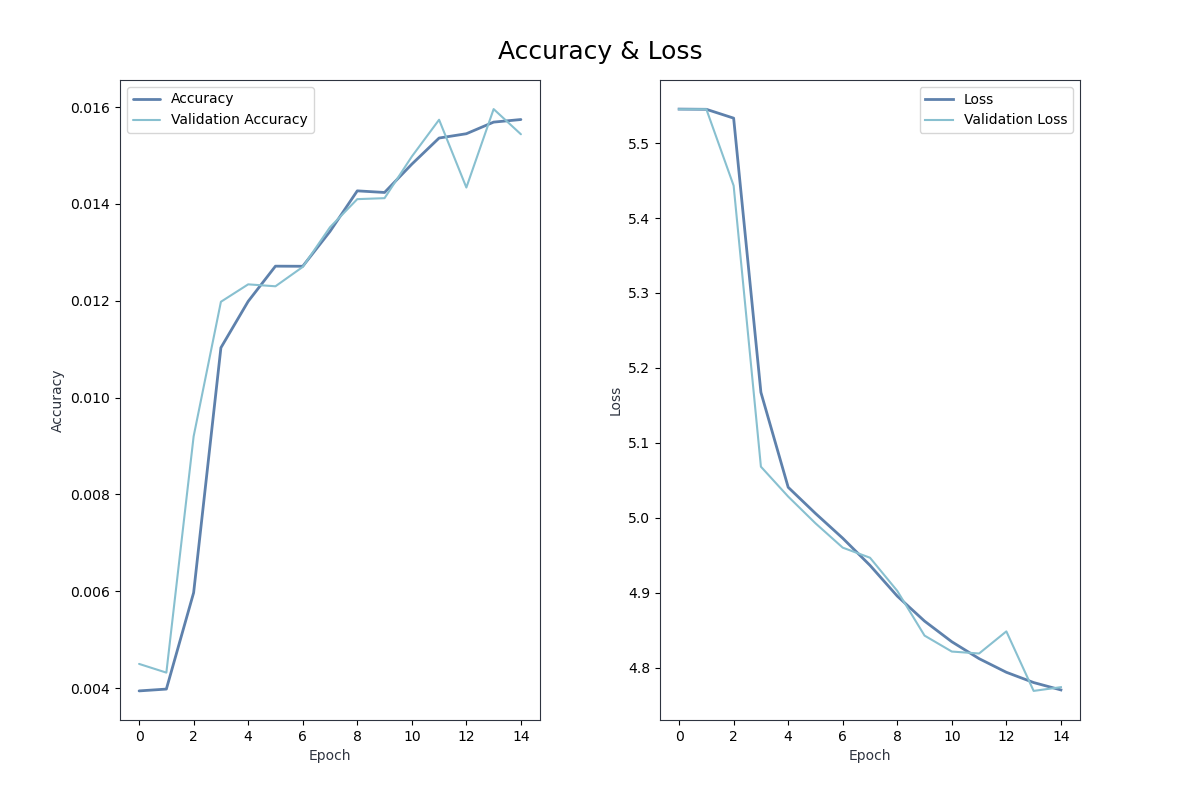 Accuracy & Loss
Accuracy
Validation Accuracy
0.016
0.014
0.012
0.010
0.008
0.006
0.004
Accuracy
0 2 4 6 8 10 12 14
Epoch
Loss
Validation Loss
5.5
5.4
5.3
5.2
5.1
5.0
4.9
4.8
Loss
0 2 4 6 8 10 12 14
Epoch